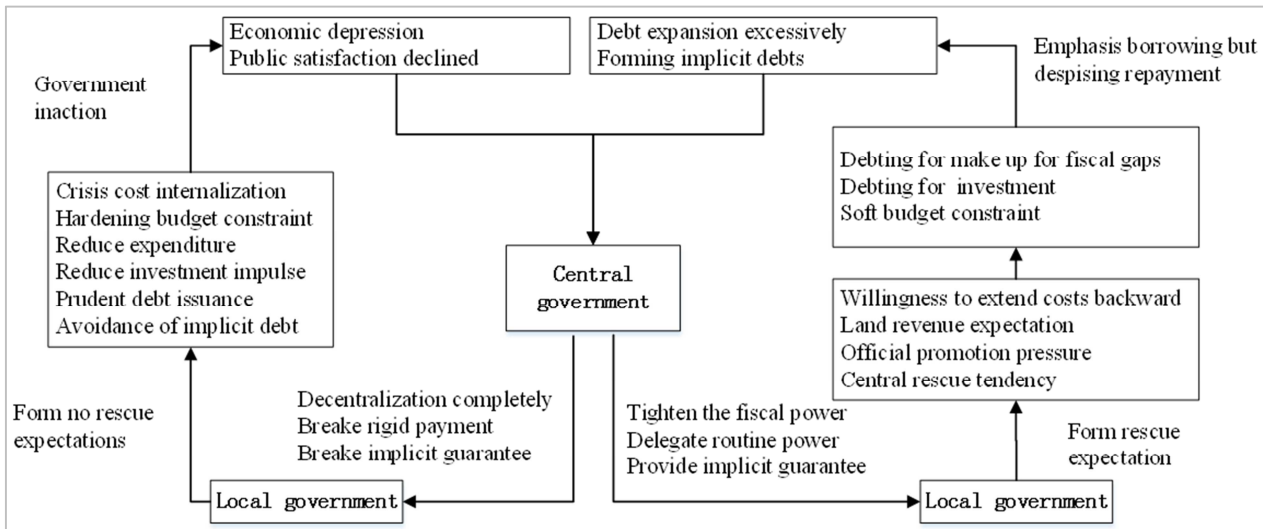 Economic depression
Public satisfaction declined
Debt expansion excessively
Forming implicit debts
Emphasis borrowing but
despising repayment
Government
inaction
Debting for make up for fiscal gaps
Debting for investment
Soft budget constraint
Crisis cost internalization
Hardening budget constraint
Reduce expenditure
Reduce investment impulse
Prudent debt issuance
Avoidance of implicit debt
Central
government
Willingness to extend costs backward
Land revenue expectation
Official promotion pressure
Central rescue tendency
Form no rescue
expectations
Decentralization completely
Breake rigid payment
Breake implicit guarantee
Tighten the fiscal power
Delegate routine power
Provide implicit guarantee
Form rescue
expectation
Local government
Local government